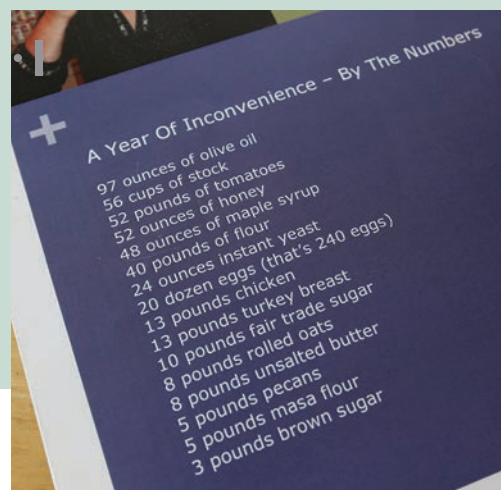 A Year Of Inconvenience – By The Numbers
97 ounces of olive oil
56 cups of stock
52 pounds of tomatoes
52 ounces of honey
48 ounces of maple syrup
40 pounds of flour
24 ounces instant yeast
20 dozen eggs (that's 240 eggs)
13 pounds chicken
13 pounds turkey breast
10 pounds fair trade sugar
8 pounds rolled oats
8 pounds unsalted butter
5 pounds pecans
5 pounds masa flour
3 pounds brown sugar